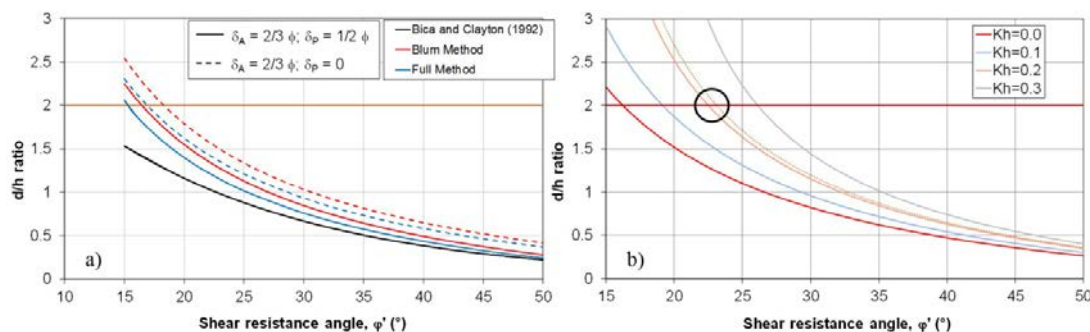 3
2.5
2
1.5
1
0.5
0
d/h ratio
δA = 2/3 ϕ; δP = 1/2 ϕ
δA = 2/3 ϕ; δP = 0
Bica and Clayton (1992)
Blum Method
Full Method
a)
10 15 20 25 30 35 40 45 50
Shear resistance angle, φ' (°)
3
2.5
2
1.5
1
0.5
0
d/h ratio
Kh=0.0
Kh=0.1
Kh=0.2
Kh=0.3
b)
15 20 25 30 35 40 45 50
Shear resistance angle, φ' (°)